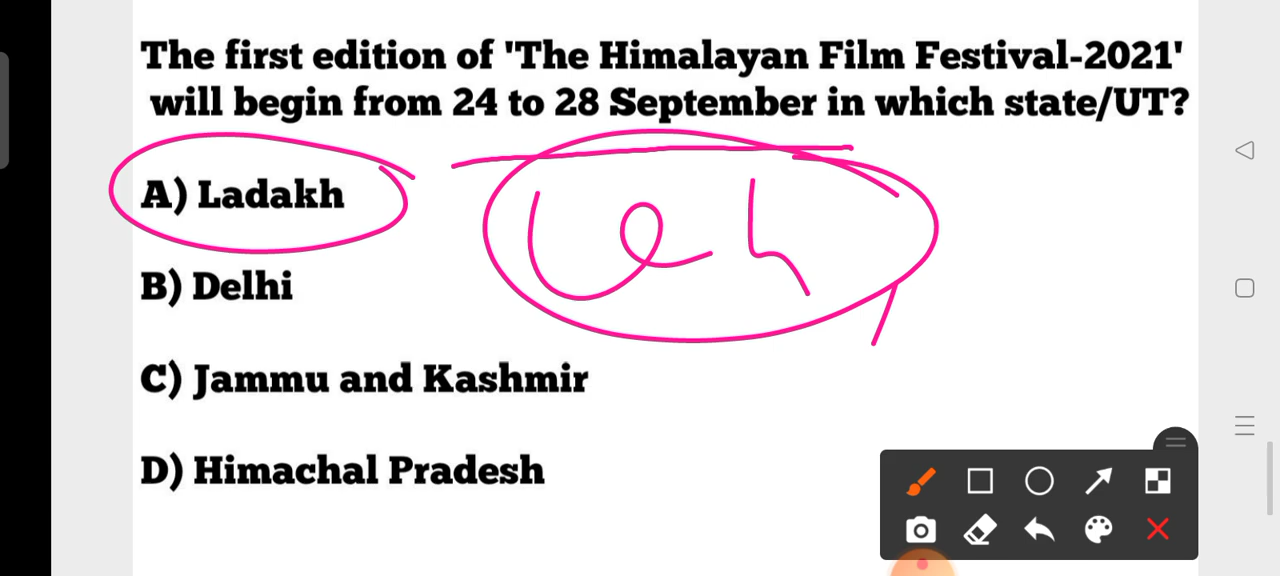 The first edition of 'The Himalayan Film Festival-2021'
will begin from 24 to 28 September in which state/UT?
A) Ladakh
Leh
B) Delhi
C) Jammu and Kashmir
D) Himachal Pradesh